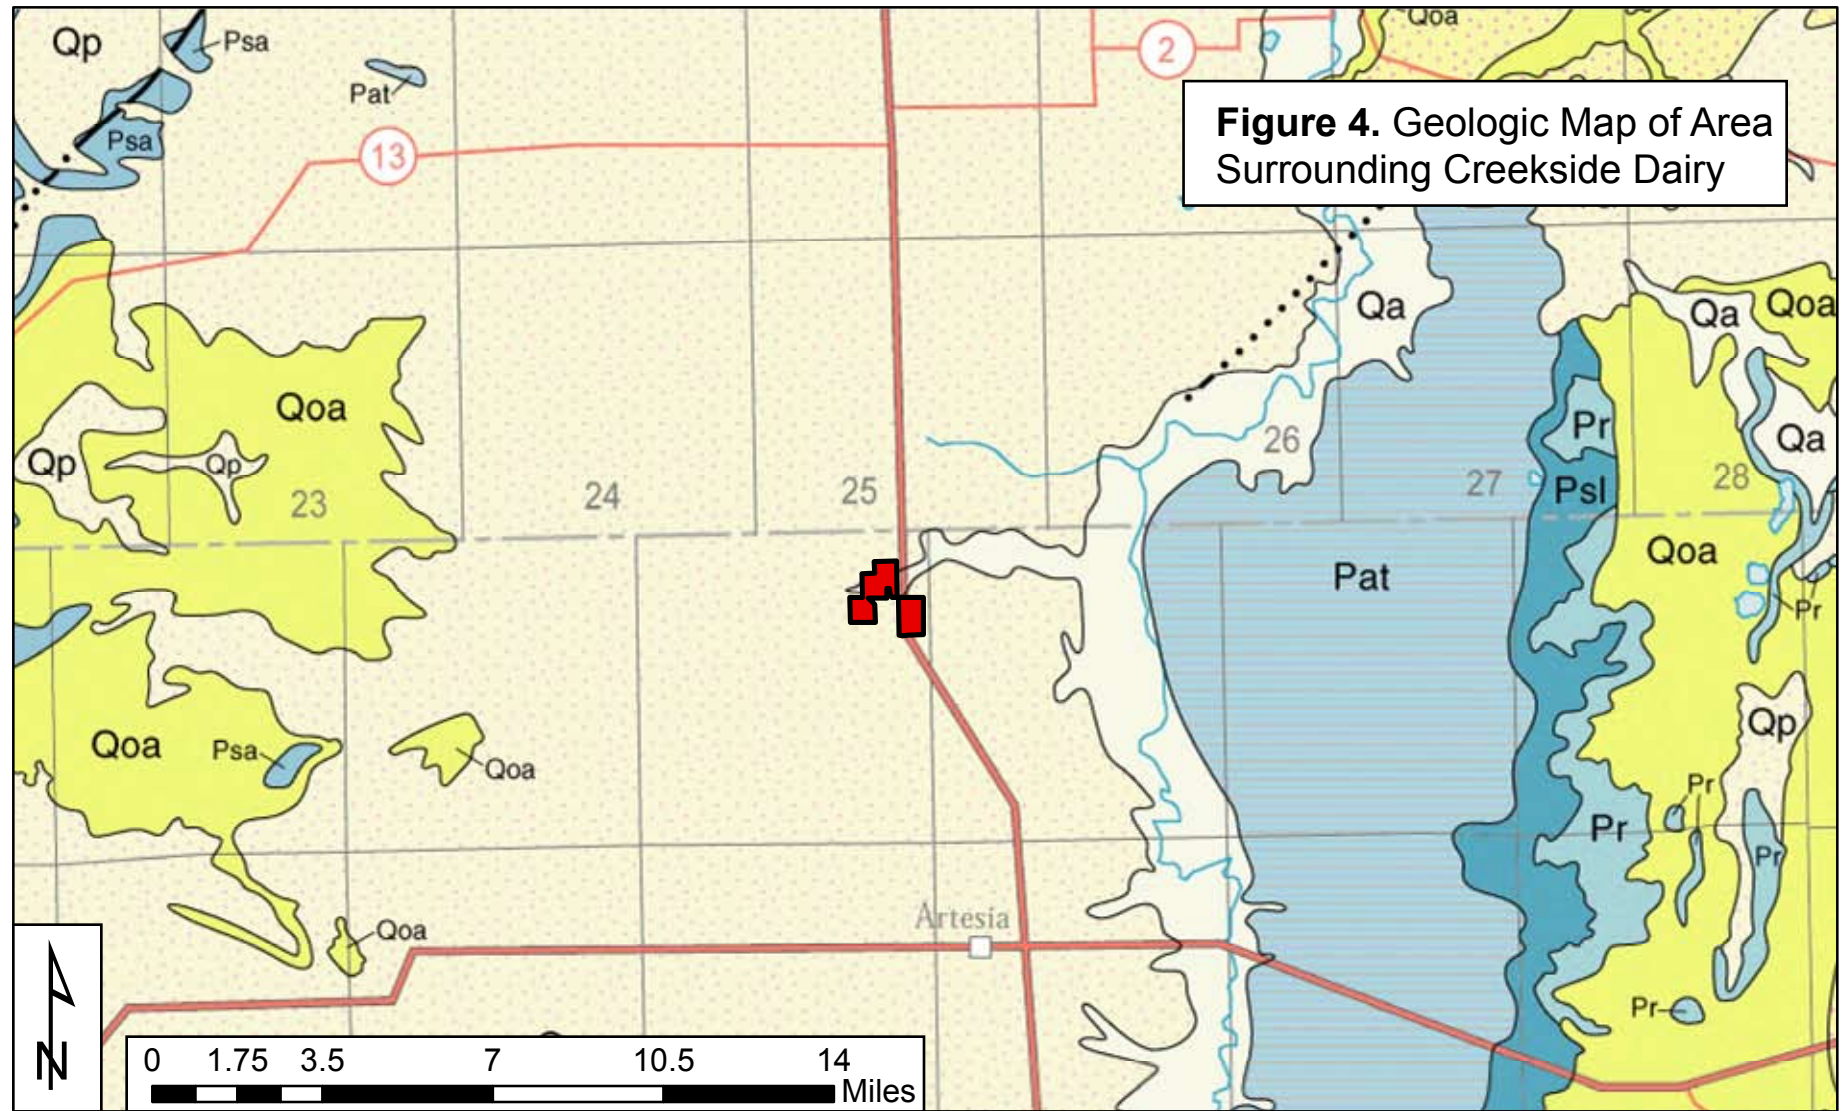 Qoa
Qp
Psa
2
Pat
Figure 4. Geologic Map of Area
Surrounding Creekside Dairy
Psa
13
Qa
Qa
Qoa
Qoa
Pr
Qp
Qp
26
Qa
23
24
25
27
Psl
28
Qoa
Pat
Pr
Qp
Qoa
Psa
Qoa
Pr
Pr
Pr
Artesia
Qoa
Pr
N
0 1.75 3.5 7 10.5 14
Miles